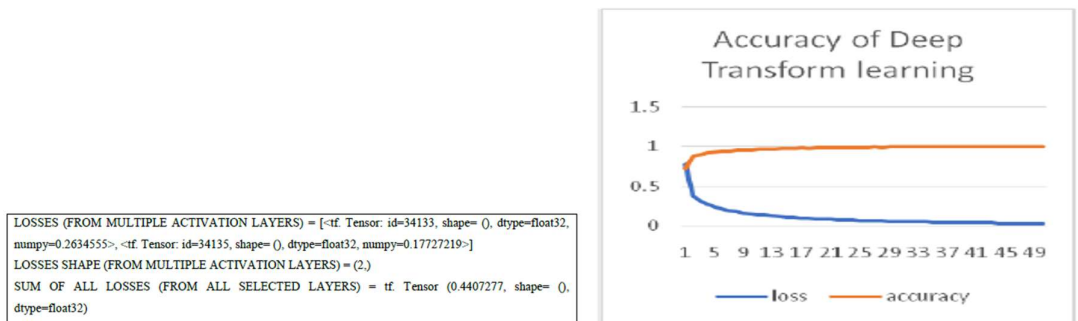 LOSSES (FROM MULTIPLE ACTIVATION LAYERS) = [<tf. Tensor: id=34133, shape= (), dtype=float32,
numpy=0.2634555>, <tf. Tensor: id=34135, shape= (), dtype=float32, numpy=0.17727219>]
LOSSES SHAPE (FROM MULTIPLE ACTIVATION LAYERS) = (2,)
SUM OF ALL LOSSES (FROM ALL SELECTED LAYERS) = tf. Tensor (0.4407277, shape= (),
dtype=float32)
Accuracy of Deep
Transform learning
1.5
1
0.5
0
1 5 9 13 17 21 25 29 33 37 41 45 49
loss accuracy